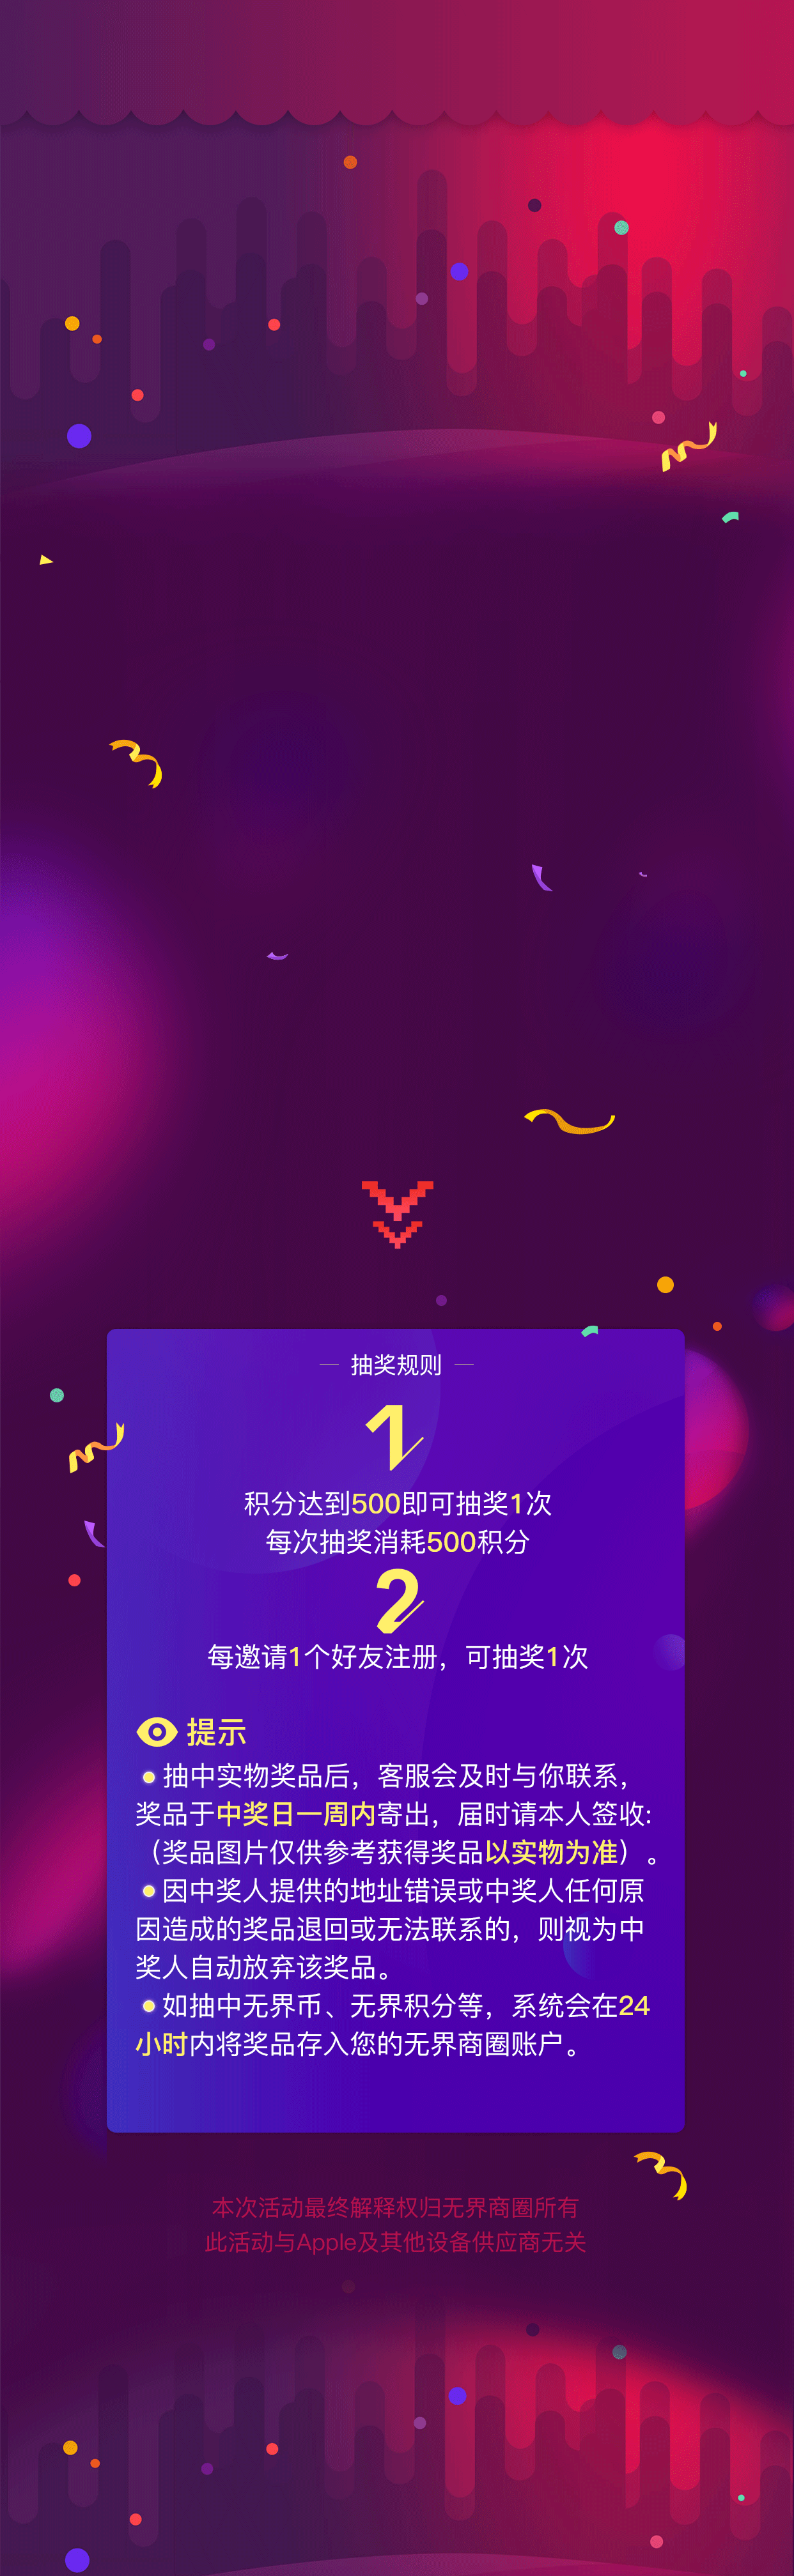 抽奖规则
1
积分达到500即可抽奖1次
每次抽奖消耗500积分
2
每邀请1个好友注册，可抽奖1次
提示
抽中实物奖品后，客服会及时与你联系，
奖品于中奖日一周内寄出，届时请本人签收:
（奖品图片仅供参考获得奖品以实物为准）。
因中奖人提供的地址错误或中奖人任何原
因造成的奖品退回或无法联系的，则视为中
奖人自动放弃该奖品。
如抽中无界币、无界积分等，系统会在24
小时内将奖品存入您的无界商圈账户。
本次活动最终解释权归无界商圈所有
此活动与Apple及其他设备供应商无关